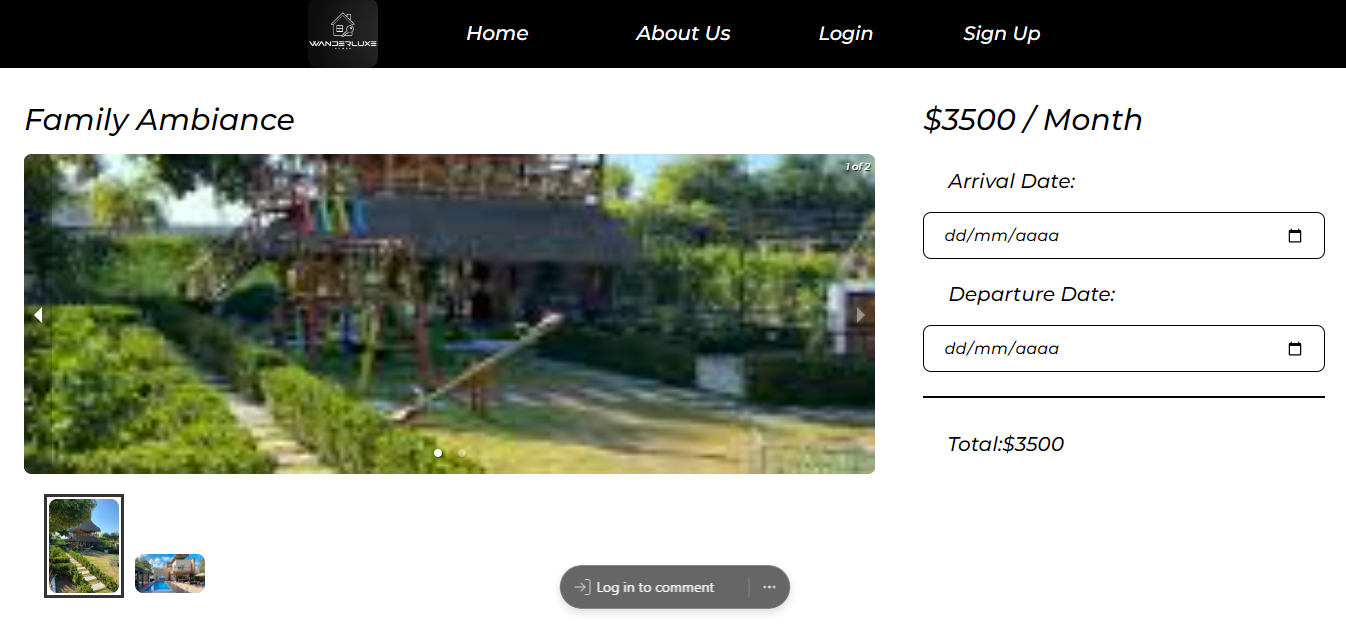 WANDERLUXE
Home
About Us
Login
Sign Up
Family Ambiance
1 of 2
$3500 / Month
Arrival Date:
dd/mm/aaaa
Departure Date:
dd/mm/aaaa
Total:$3500
Log in to comment